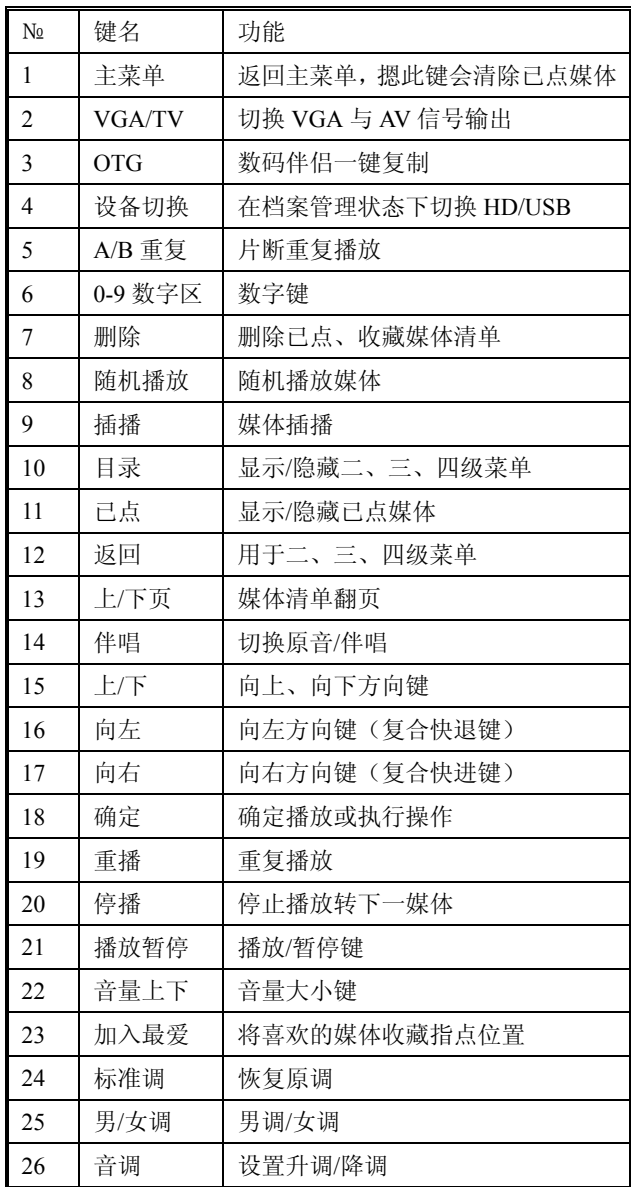 № 键名 功能
1 主菜单 返回主菜单，摁此键会清除已点媒体
2 VGA/TV 切换 VGA 与 AV 信号输出
3 OTG 数码伴侣一键复制
4 设备切换 在档案管理状态下切换 HD/USB
5 A/B 重复 片断重复播放
6 0-9 数字区 数字键
7 删除 删除已点、收藏媒体清单
8 随机播放 随机播放媒体
9 插播 媒体插播
10 目录 显示/隐藏二、三、四级菜单
11 已点 显示/隐藏已点媒体
12 返回 用于二、三、四级菜单
13 上/下页 媒体清单翻页
14 伴唱 切换原音/伴唱
15 上/下 向上、向下方向键
16 向左 向左方向键（复合快退键）
17 向右 向右方向键（复合快进键）
18 确定 确定播放或执行操作
19 重播 重复播放
20 停播 停止播放转下一媒体
21 播放暂停 播放/暂停键
22 音量上下 音量大小键
23 加入最爱 将喜欢的媒体收藏指点位置
24 标准调 恢复原调
25 男/女调 男调/女调
26 音调 设置升调/降调